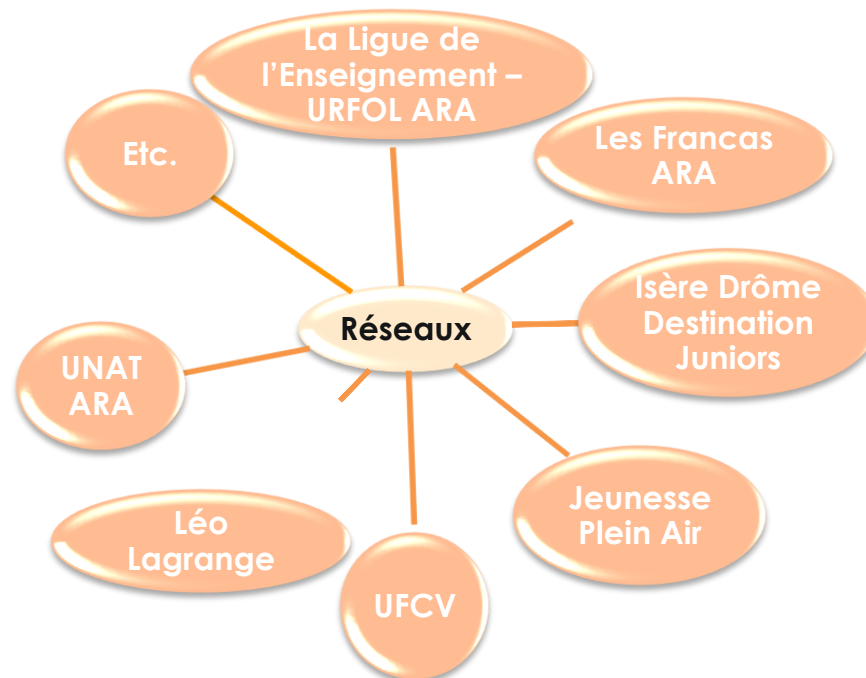 La Ligue de
l'Enseignement –
URFOL ARA
Etc.
Les Francas
ARA
Isère Drôme
Destination
Juniors
Réseaux
UNAT
ARA
Jeunesse
Plein Air
Léo
Lagrange
UFCV